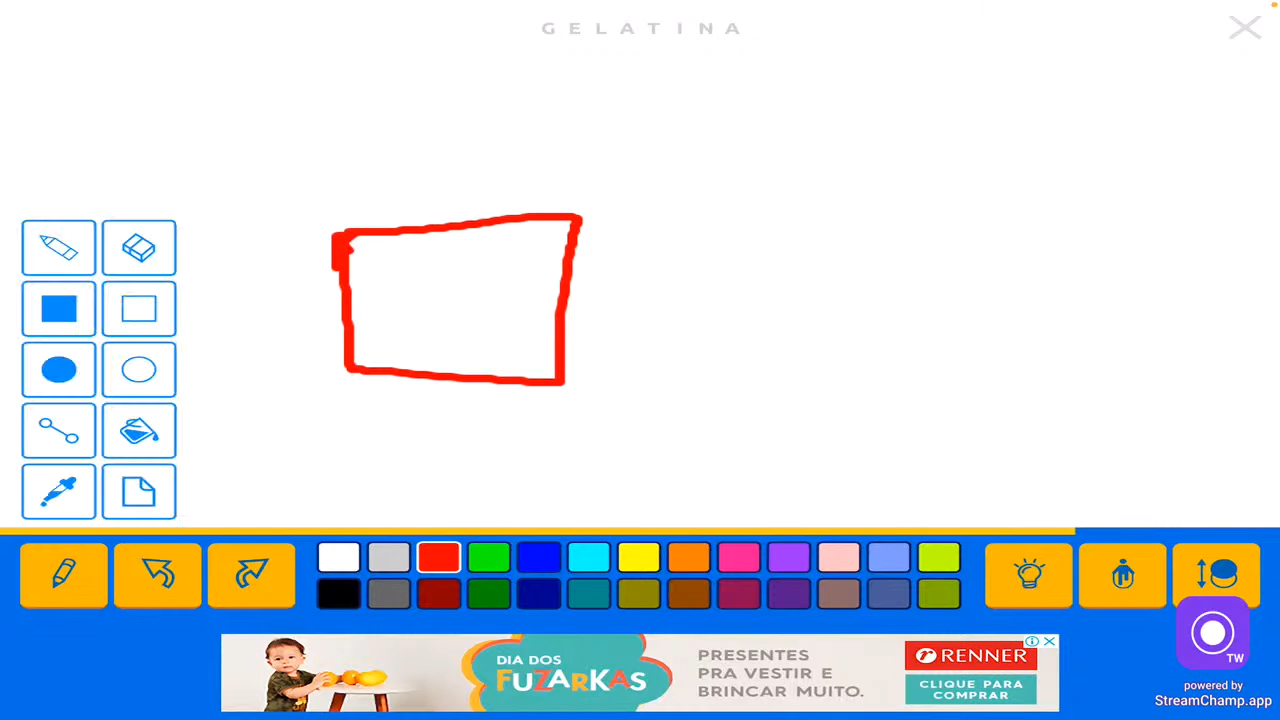 GELATINA
DIA DOS
FUZARKAS
PRESENTES
PRA VESTIR E
BRINCAR MUITO.
RENNER
CLIQUE PARA
COMPRAR
TW
powered by
StreamChamp.app